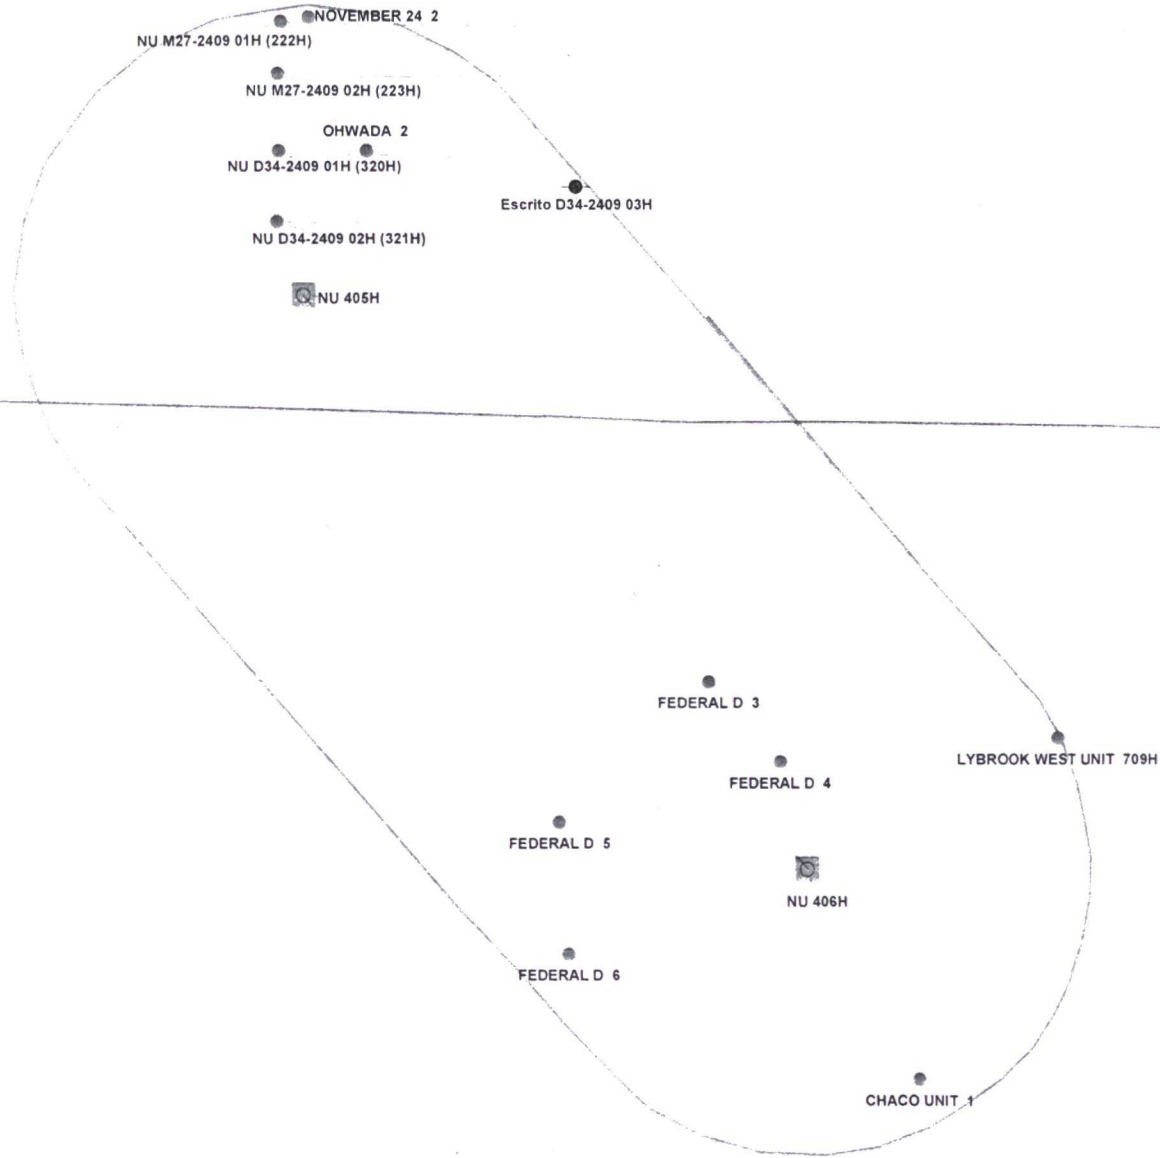 NOVEMBER 24 2
NU M27-2409 01H (222H)
NU M27-2409 02H (223H)
OHWADA 2
NU D34-2409 01H (320H)
Escrito D34-2409 03H
NU D34-2409 02H (321H)
NU 405H
FEDERAL D 3
LYBROOK WEST UNIT 709H
FEDERAL D 4
FEDERAL D 5
NU 406H
FEDERAL D 6
CHACO UNIT 1